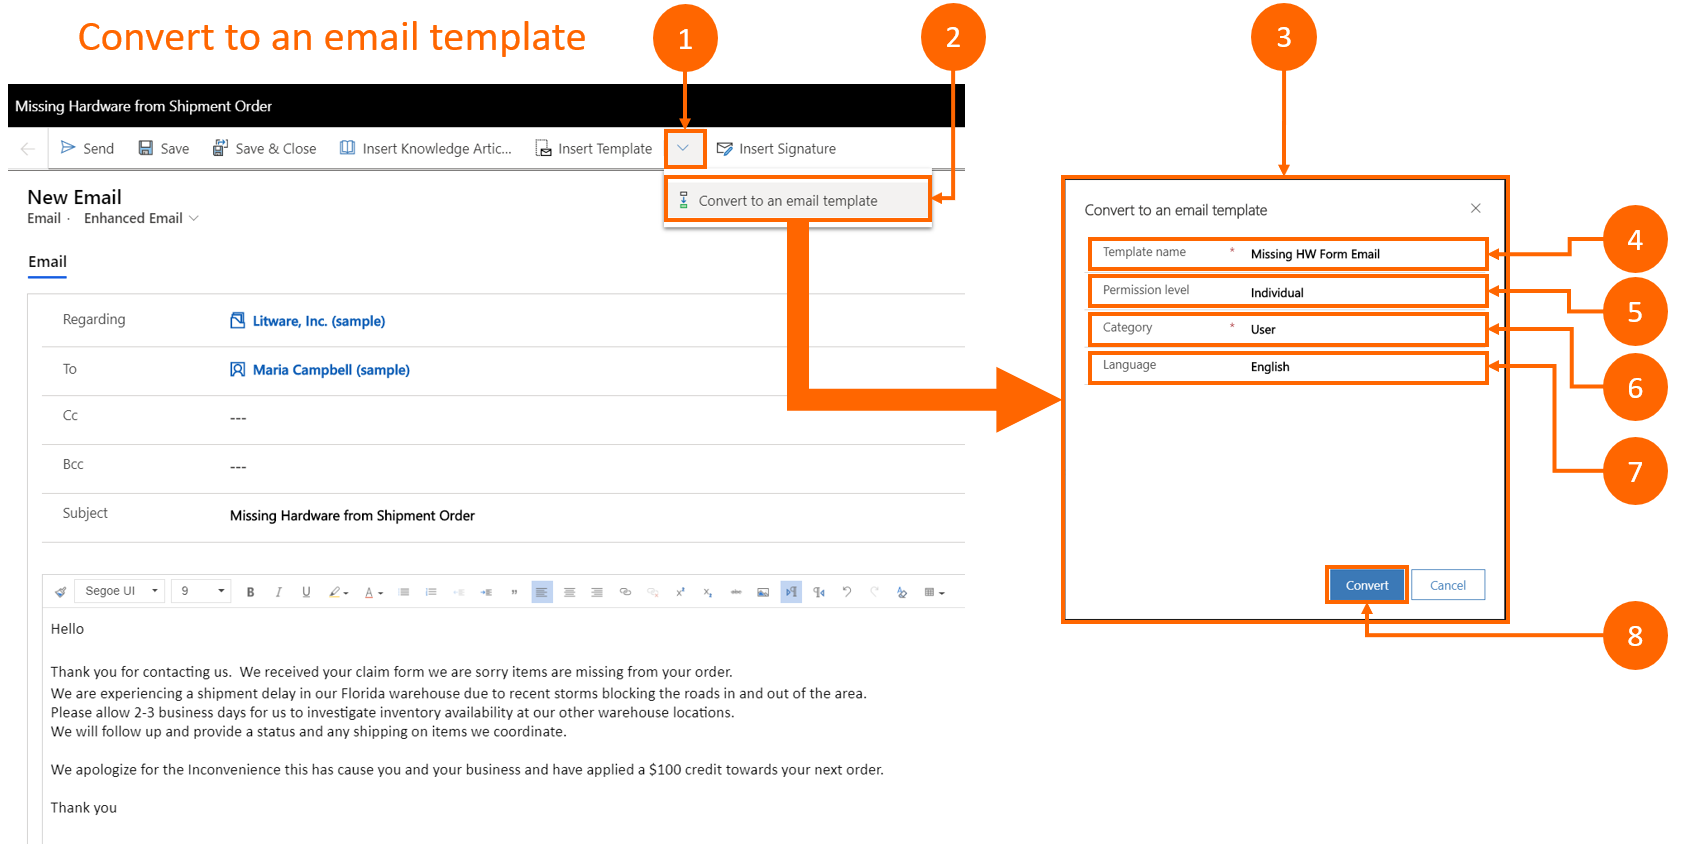 Convert to an email template
1
2
3
Missing Hardware from Shipment Order
Send
Save
Save & Close
Insert Knowledge Artic...
Insert Template
Insert Signature
Convert to an email template
New Email
Email · Enhanced Email
Email
Regarding
Litware, Inc. (sample)
To
Maria Campbell (sample)
Cc
---
Bcc
---
Subject
Missing Hardware from Shipment Order
Segoe UI
9
B I U A
Hello
Thank you for contacting us.  We received your claim form we are sorry items are missing from your order.
We are experiencing a shipment delay in our Florida warehouse due to recent storms blocking the roads in and out of the area.
Please allow 2-3 business days for us to investigate inventory availability at our other warehouse locations.
We will follow up and provide a status and any shipping on items we coordinate.
We apologize for the Inconvenience this has cause you and your business and have applied a $100 credit towards your next order.
Thank you
Convert to an email template
Template name * Missing HW Form Email
4
Permission level Individual
5
Category * User
6
Language English
7
Convert
Cancel
8